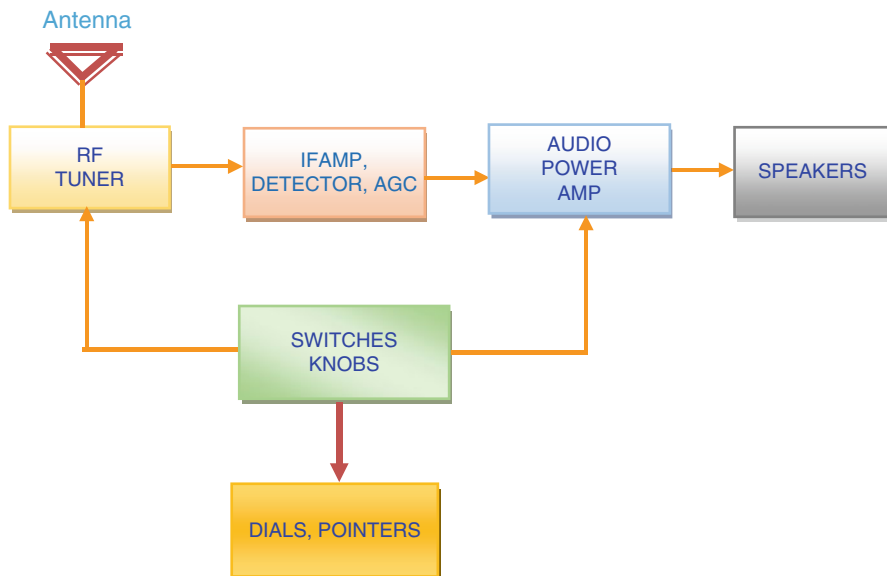 Antenna
RF
TUNER
IFAMP,
DETECTOR, AGC
AUDIO
POWER
AMP
SPEAKERS
SWITCHES
KNOBS
DIALS, POINTERS